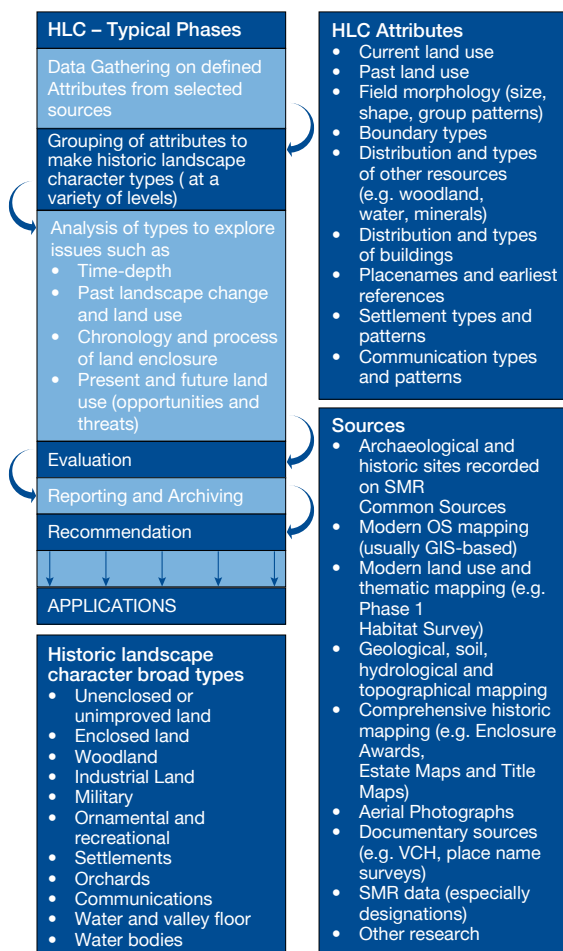 HLC – Typical Phases
Data Gathering on defined
Attributes from selected
sources
Grouping of attributes to
make historic landscape
character types ( at a
variety of levels)
Analysis of types to explore
issues such as
• Time-depth
• Past landscape change
and land use
• Chronology and process
of land enclosure
• Present and future land
use (opportunities and
threats)
Evaluation
Reporting and Archiving
Recommendation
APPLICATIONS
Historic landscape
character broad types
• Unenclosed or
unimproved land
• Enclosed land
• Woodland
• Industrial Land
• Military
• Ornamental and
recreational
• Settlements
• Orchards
• Communications
• Water and valley floor
• Water bodies
HLC Attributes
• Current land use
• Past land use
• Field morphology (size,
shape, group patterns)
• Boundary types
• Distribution and types
of other resources
(e.g. woodland,
water, minerals)
• Distribution and types
of buildings
• Placenames and earliest
references
• Settlement types and
patterns
• Communication types
and patterns
Sources
• Archaeological and
historic sites recorded
on SMR
Common Sources
• Modern OS mapping
(usually GIS-based)
• Modern land use and
thematic mapping (e.g.
Phase 1
Habitat Survey)
• Geological, soil,
hydrological and
topographical mapping
• Comprehensive historic
mapping (e.g. Enclosure
Awards,
Estate Maps and Title
Maps)
• Aerial Photographs
• Documentary sources
(e.g. VCH, place name
surveys)
• SMR data (especially
designations)
• Other research